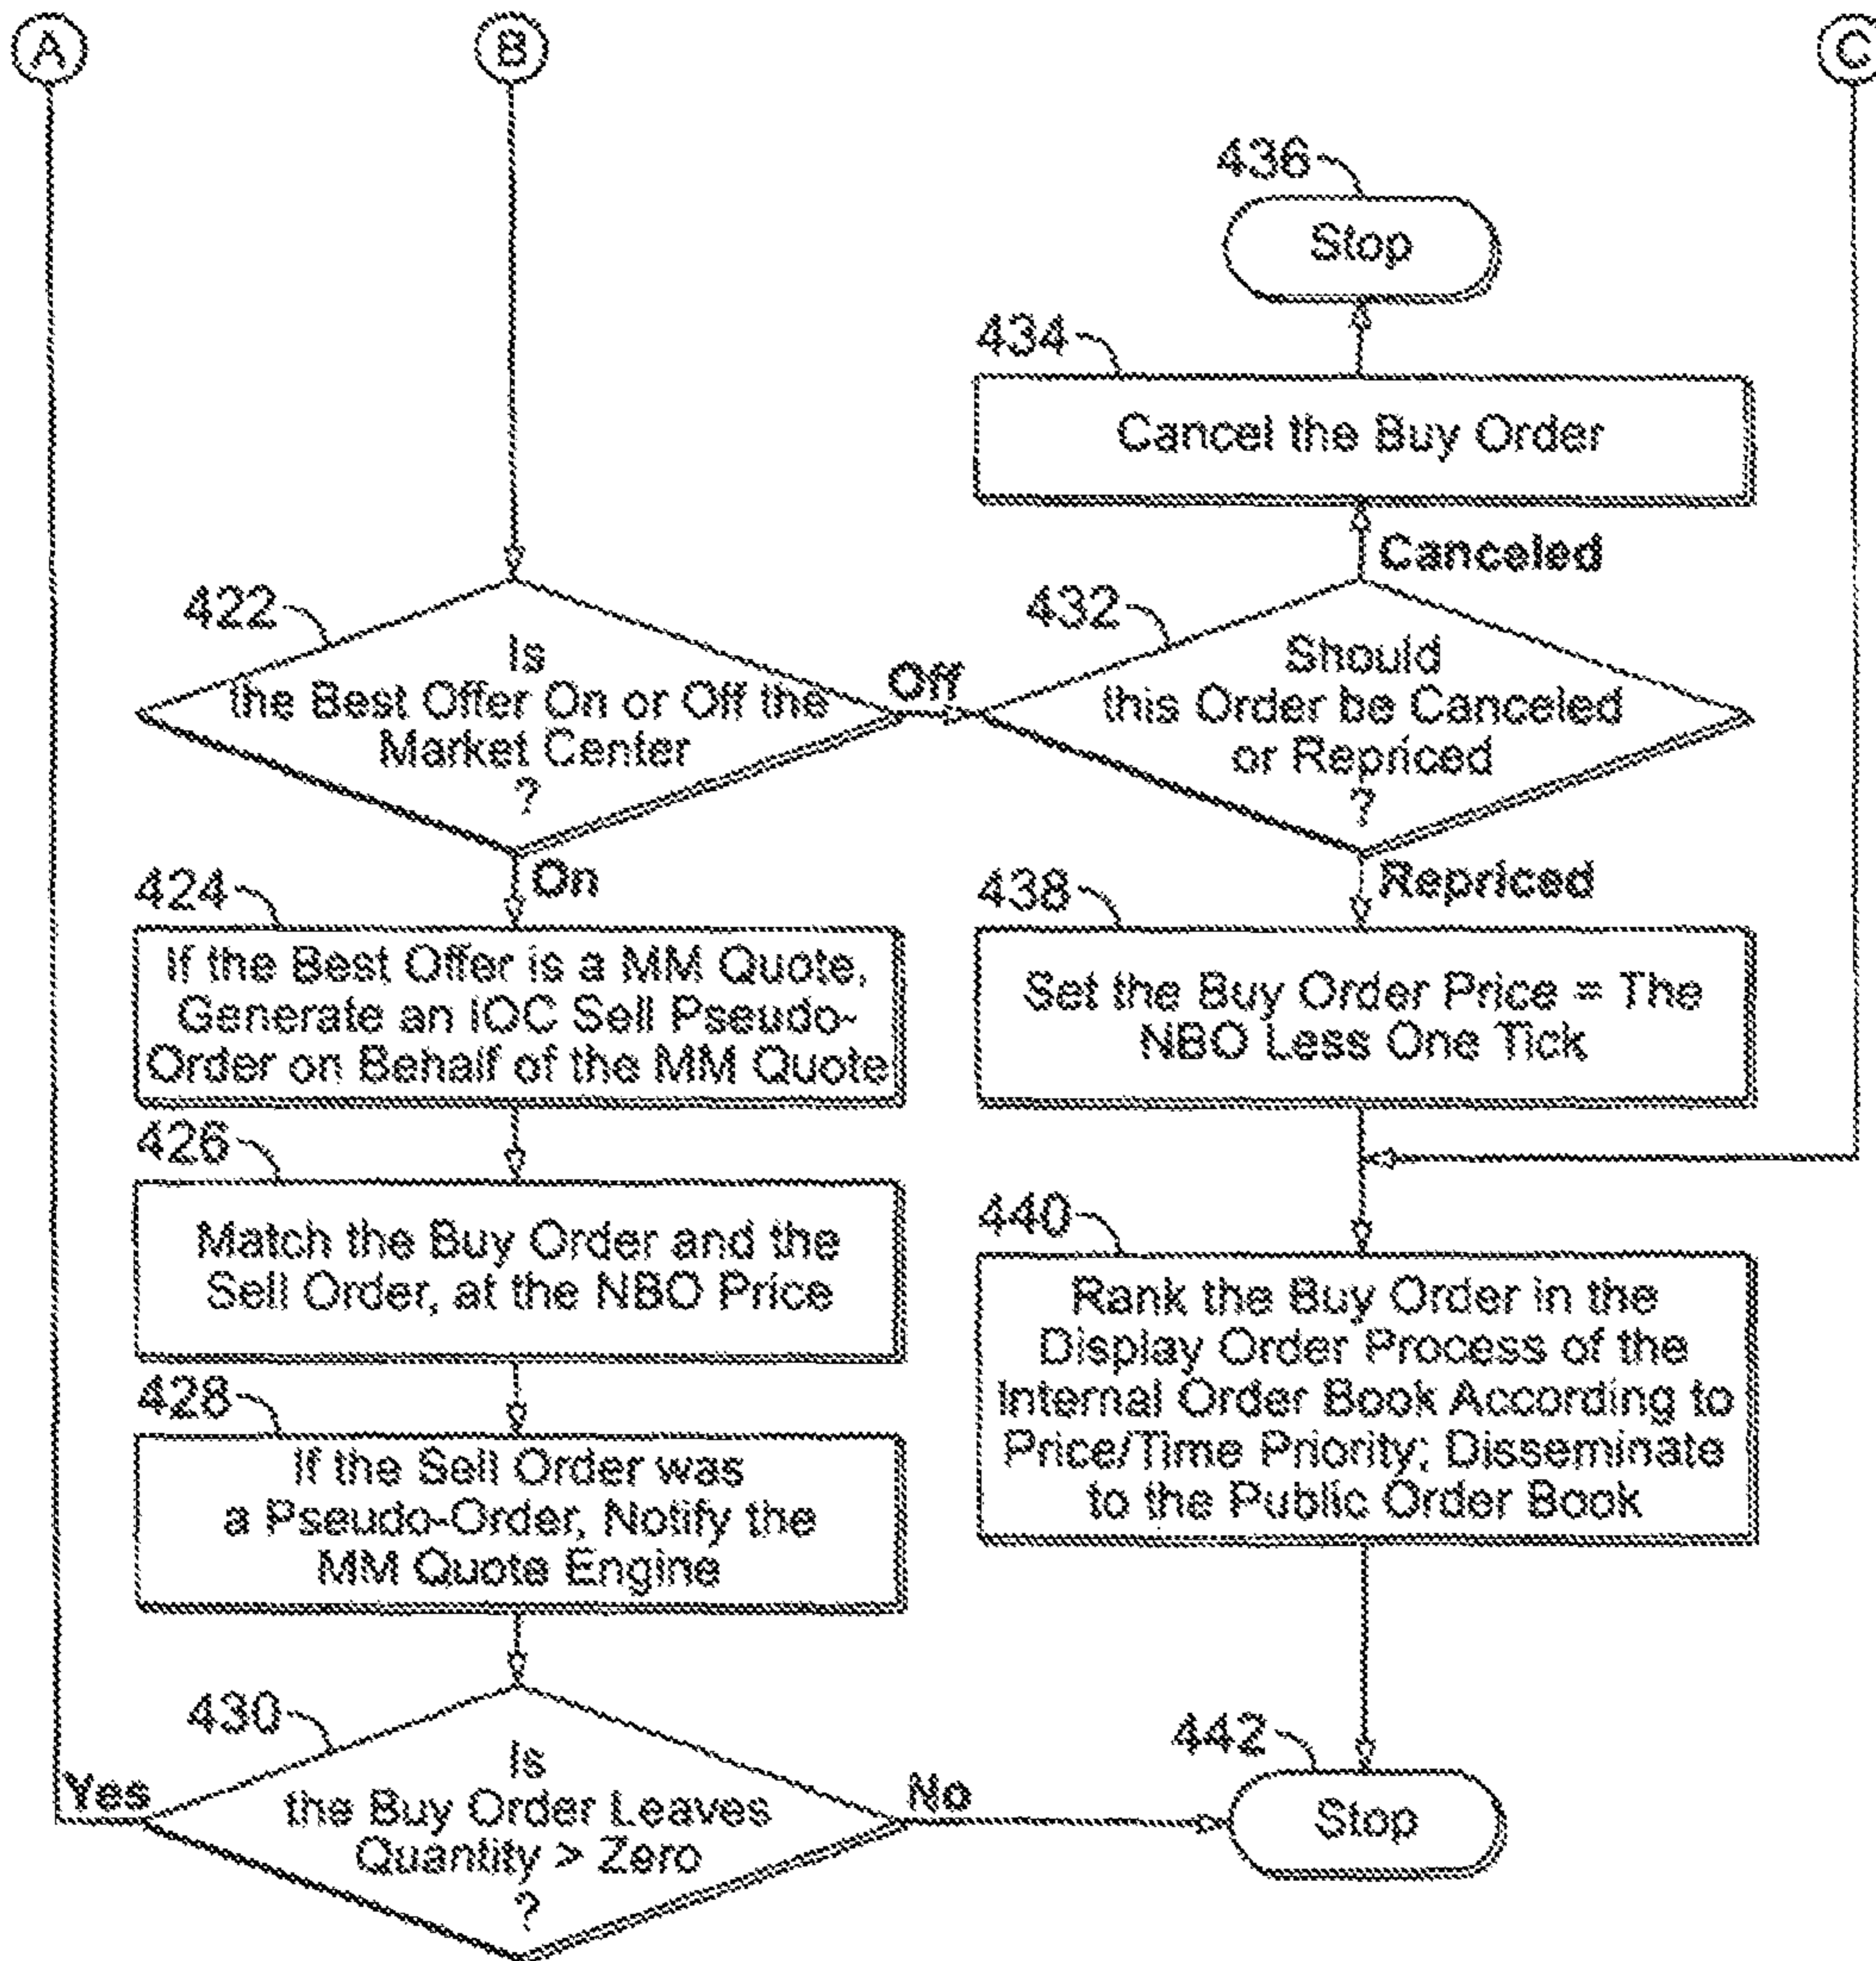 A
B
C
436
Stop
434
Cancel the Buy Order
Canceled
422
Is
the Best Offer On or Off the
Market Center
?
Off
432
Should
this Order be Canceled
or Repriced
?
On
Repriced
424
If the Best Offer is a MM Quote,
Generate an IOC Sell Pseudo-
Order on Behalf of the MM Quote
438
Set the Buy Order Price = The
NBO Less One Tick
426
Match the Buy Order and the
Sell Order, at the NBO Price
440
Rank the Buy Order in the
Display Order Process of the
Internal Order Book According to
Price/Time Priority; Disseminate
to the Public Order Book
428
If the Sell Order was
a Pseudo-Order, Notify the
MM Quote Engine
430
Is
the Buy Order Leaves
Quantity > Zero
?
Yes
No
442
Stop